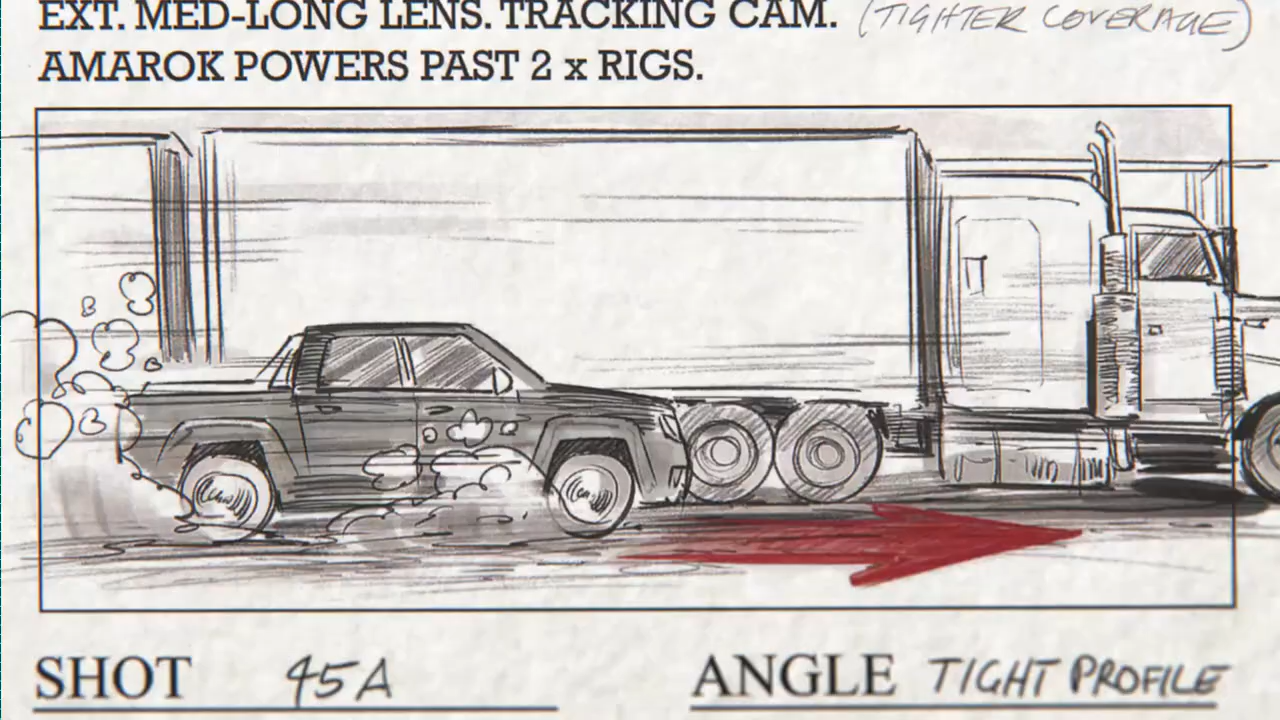 EXT. MED-LONG LENS. TRACKING CAM. (TIGHTER COVERAGE)
AMAROK POWERS PAST 2 x RIGS.
SHOT 45A
ANGLE TIGHT PROFILE